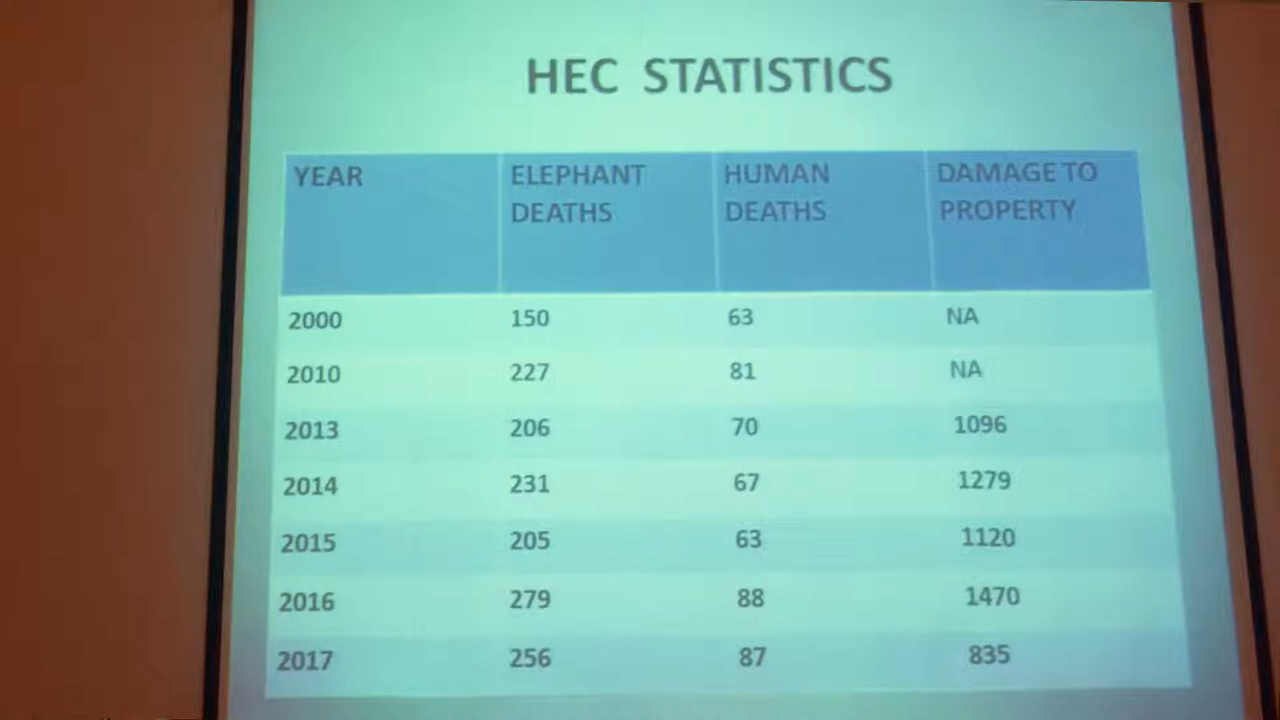 HEC STATISTICS
YEAR ELEPHANT DEATHS HUMAN DEATHS DAMAGE TO PROPERTY
2000 150 63 NA
2010 227 81 NA
2013 206 70 1096
2014 231 67 1279
2015 205 63 1120
2016 279 88 1470
2017 256 87 835